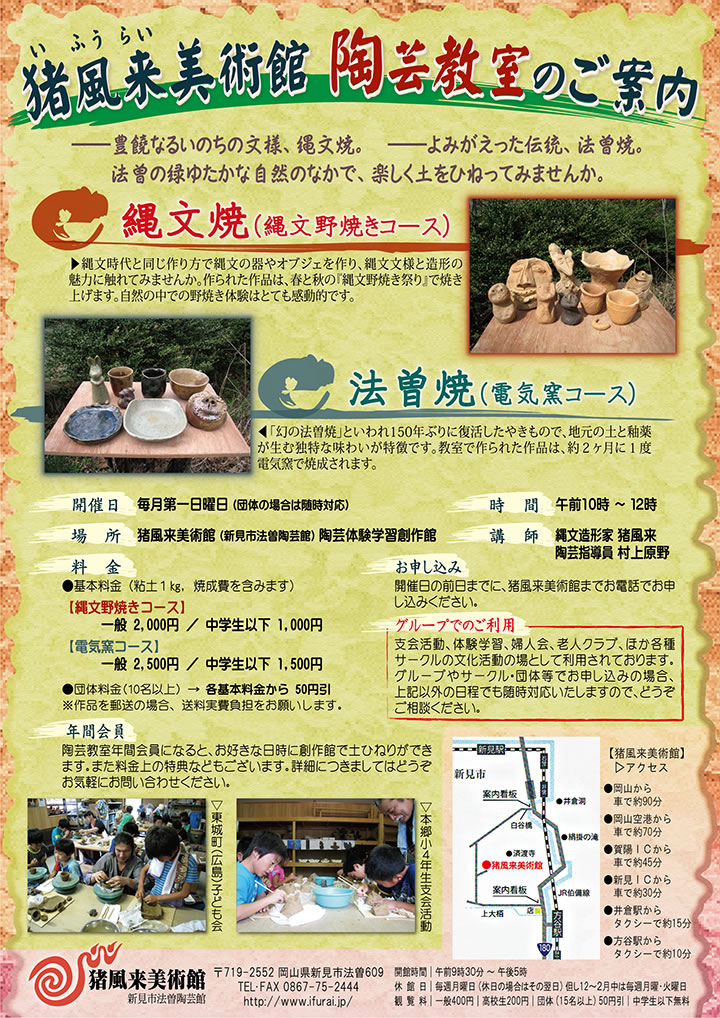 い ふう らい
猪風来美術館 陶芸教室のご案内
――豊饒なるいのちの文様、縄文焼。 ――よみがえった伝統、法曽焼。
法曽の緑ゆたかな自然のなかで、楽しく土をひねってみませんか。
縄文焼(縄文野焼きコース)
▶縄文時代と同じ作り方で縄文の器やオブジェを作り、縄文文様と造形の
魅力に触れてみませんか。作られた作品は、春と秋の『縄文野焼き祭り』で焼き
上げます。自然の中での野焼き体験はとても感動的です。
法曽焼(電気窯コース)
◀「幻の法曽焼」といわれ150年ぶりに復活したやきもので、地元の土と釉薬
が生む独特な味わいが特徴です。教室で作られた作品は、約2ヶ月に1度
電気窯で焼成されます。
開催日 毎月第一日曜日(団体の場合は随時対応)
時 間 午前10時 ~ 12時
場 所 猪風来美術館(新見市法曽陶芸館)陶芸体験学習創作館
講 師 縄文造形家 猪風来
陶芸指導員 村上原野
料 金
●基本料金(粘土1kg,焼成費を含みます)
【縄文野焼きコース】
一般 2,000円 / 中学生以下 1,000円
【電気窯コース】
一般 2,500円 / 中学生以下 1,500円
●団体料金(10名以上)→ 各基本料金から 50円引
※作品を郵送の場合、送料実費負担をお願いします。
お申し込み
開催日の前日までに、猪風来美術館までお電話でお申
し込みください。
グループでのご利用
支会活動、体験学習、婦人会、老人クラブ、ほか各種
サークルの文化活動の場として利用されております。
グループやサークル・団体等でお申し込みの場合、
上記以外の日程でも随時対応いたしますので、どうぞ
ご相談ください。
年間会員
陶芸教室年間会員になると、お好きな日時に創作館で土ひねりができ
ます。また料金上の特典などもございます。詳細につきましてはどうぞ
お気軽にお問い合わせください。
▽東城町(広島)子ども会
▽本郷小4年生支会活動
新見駅
新見市
案内看板
井倉洞
白谷橋
絹掛の滝
済渡寺
猪風来美術館
案内看板
JR伯備線
上大栢
店
方谷駅
180
【猪風来美術館】
▷アクセス
●岡山から
車で約90分
●岡山空港から
車で約70分
●賀陽ICから
車で約45分
●新見ICから
車で約30分
●井倉駅から
タクシーで約15分
●方谷駅から
タクシーで約10分
猪風来美術館
新見市法曽陶芸館
〒719-2552 岡山県新見市法曽609
TEL・FAX 0867-75-2444
http://www.ifurai.jp/
開館時間|午前9時30分 ~ 午後5時
休 館 日|毎週月曜日(休日の場合はその翌日)但し12~2月中は毎週月曜・火曜日
観 覧 料|一般400円|高校生200円|団体(15名以上)50円引|中学生以下無料